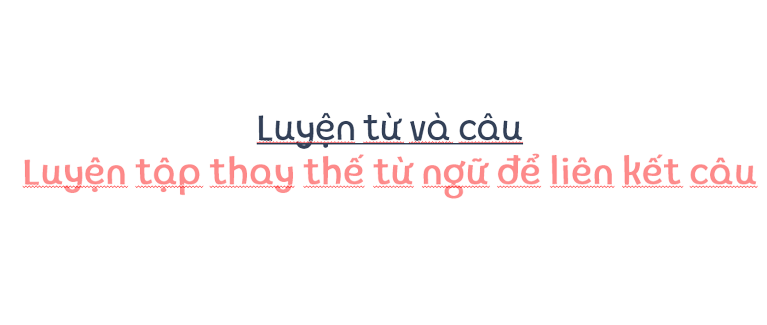 Luyện từ và câu
Luyện tập thay thế từ ngữ để liên kết câu